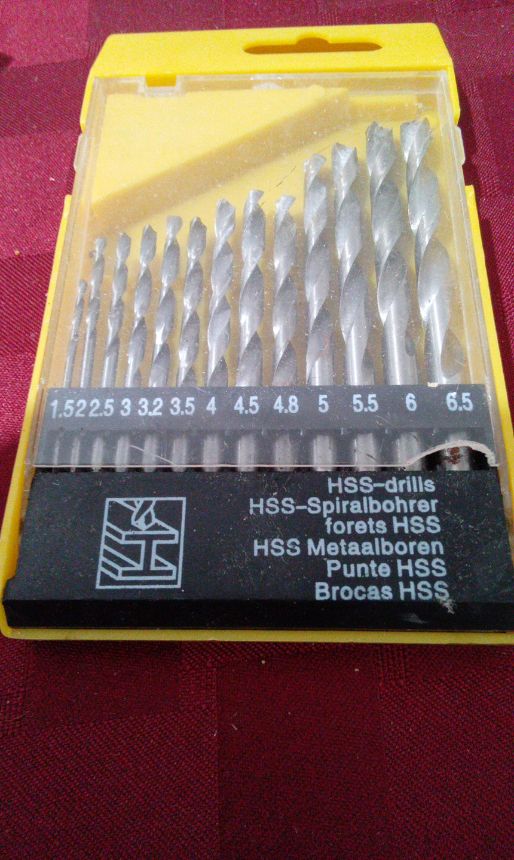 1.5 2 2.5 3 3.2 3.5 4 4.5 4.8 5 5.5 6 6.5
HSS-drills
HSS-Spiralbohrer
forets HSS
HSS Metaalboren
Punte HSS
Brocas HSS